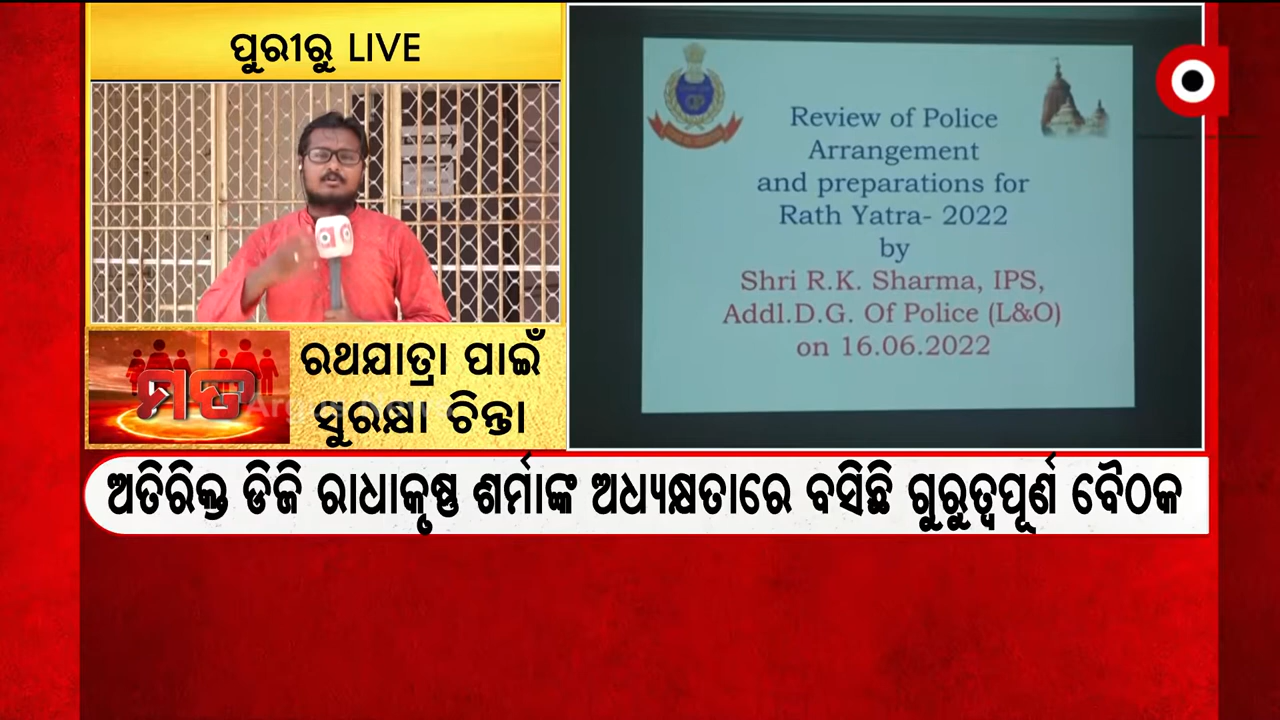 ପୁରୀରୁ LIVE
Review of Police
Arrangement
and preparations for
Rath Yatra- 2022
by
Shri R.K. Sharma, IPS,
Addl.D.G. Of Police (L&O)
on 16.06.2022
ମତ
ରଥଯାତ୍ରା ପାଇଁ
ସୁରକ୍ଷା ଚିନ୍ତା
ଅତିରିକ୍ତ ଡିଜି ରାଧାକୃଷ୍ଣ ଶର୍ମାଙ୍କ ଅଧ୍ୟକ୍ଷତାରେ ବସିଛି ଗୁରୁତ୍ୱପୂର୍ଣ ବୈଠକ